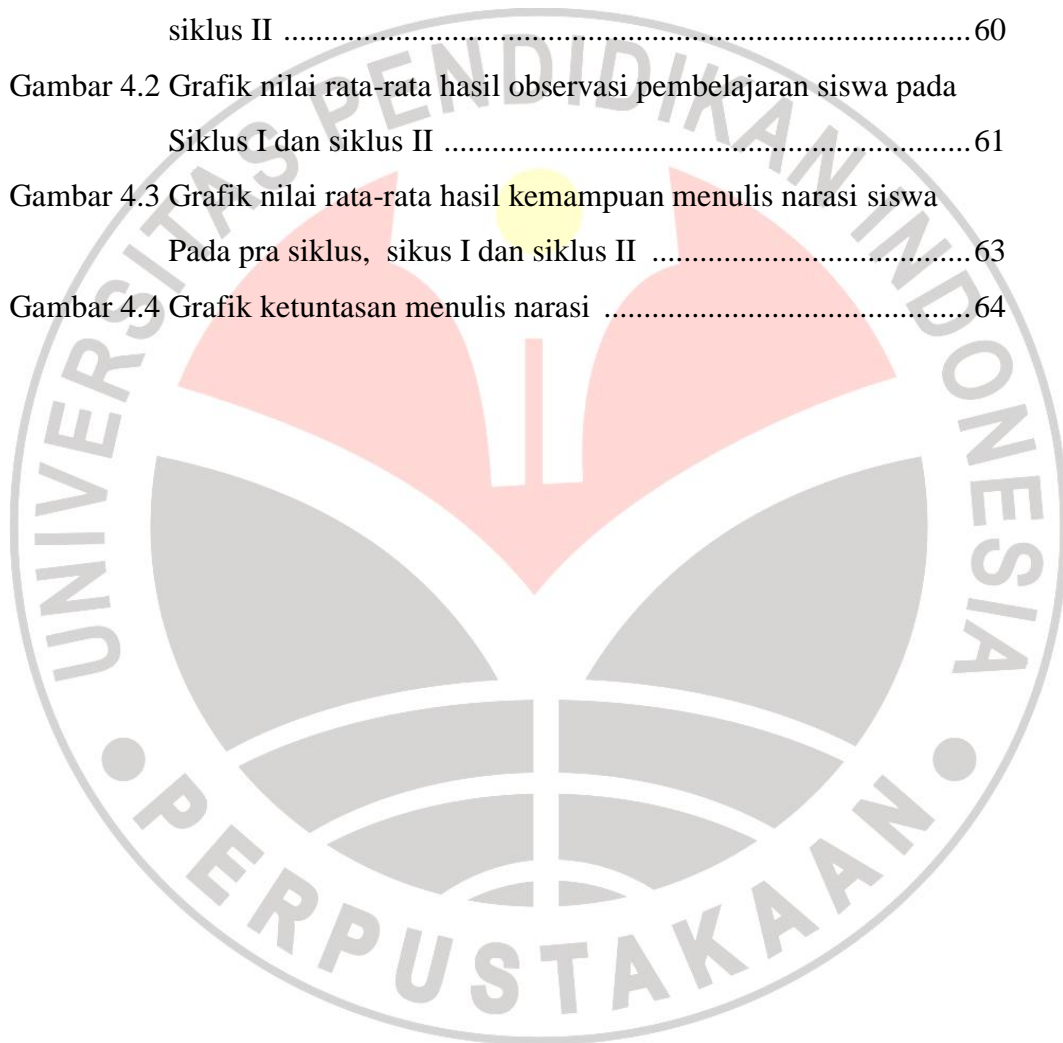 siklus II ................................................................................60
Gambar 4.2 Grafik nilai rata-rata hasil observasi pembelajaran siswa pada
Siklus I dan siklus II .............................................................61
Gambar 4.3 Grafik nilai rata-rata hasil kemampuan menulis narasi siswa
Pada pra siklus, sikus I dan siklus II .....................................63
Gambar 4.4 Grafik ketuntasan menulis narasi ...........................................64
UNIVERSITAS PENDIDIKAN INDONESIA
PERPUSTAKAAN